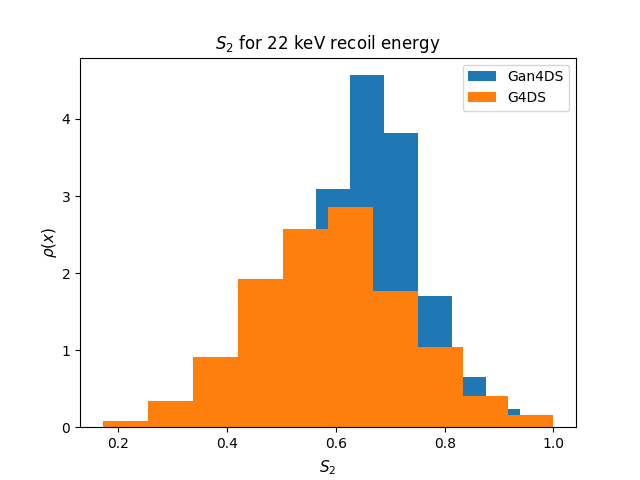 S₂ for 22 keV recoil energy
Gan4DS
G4DS
ρ(x)
4
3
2
1
0
0.2 0.4 0.6 0.8 1.0
S₂